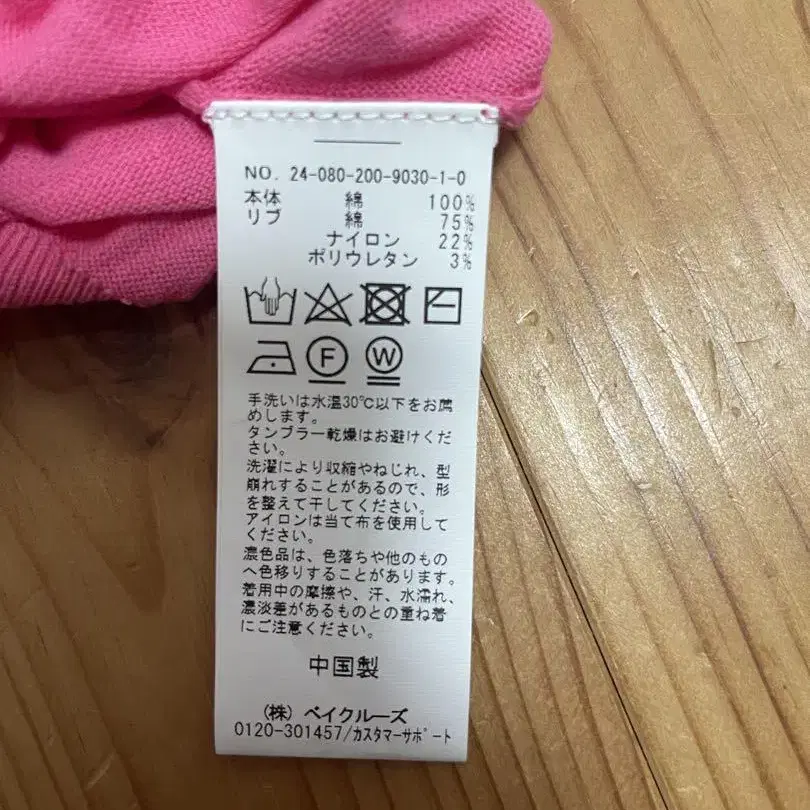 NO. 24-080-200-9030-1-0
本体 綿 100%
リブ 綿 75%
ナイロン 22%
ポリウレタン 3%
F W
手洗いは水温30℃以下をお薦
めします。
タンブラー乾燥はお避けくだ
さい。
洗濯により収縮やねじれ、型
崩れすることがあるので、形
を整えて干してください。
アイロンは当て布を使用して
ください。
濃色品は、色落ちや他のもの
へ色移りすることがあります。
着用中の摩擦や、汗、水濡れ、
濃淡差があるものとの重ね着
にご注意ください。
中国製
(株) ベイクルーズ
0120-301457/カスタマーサポート